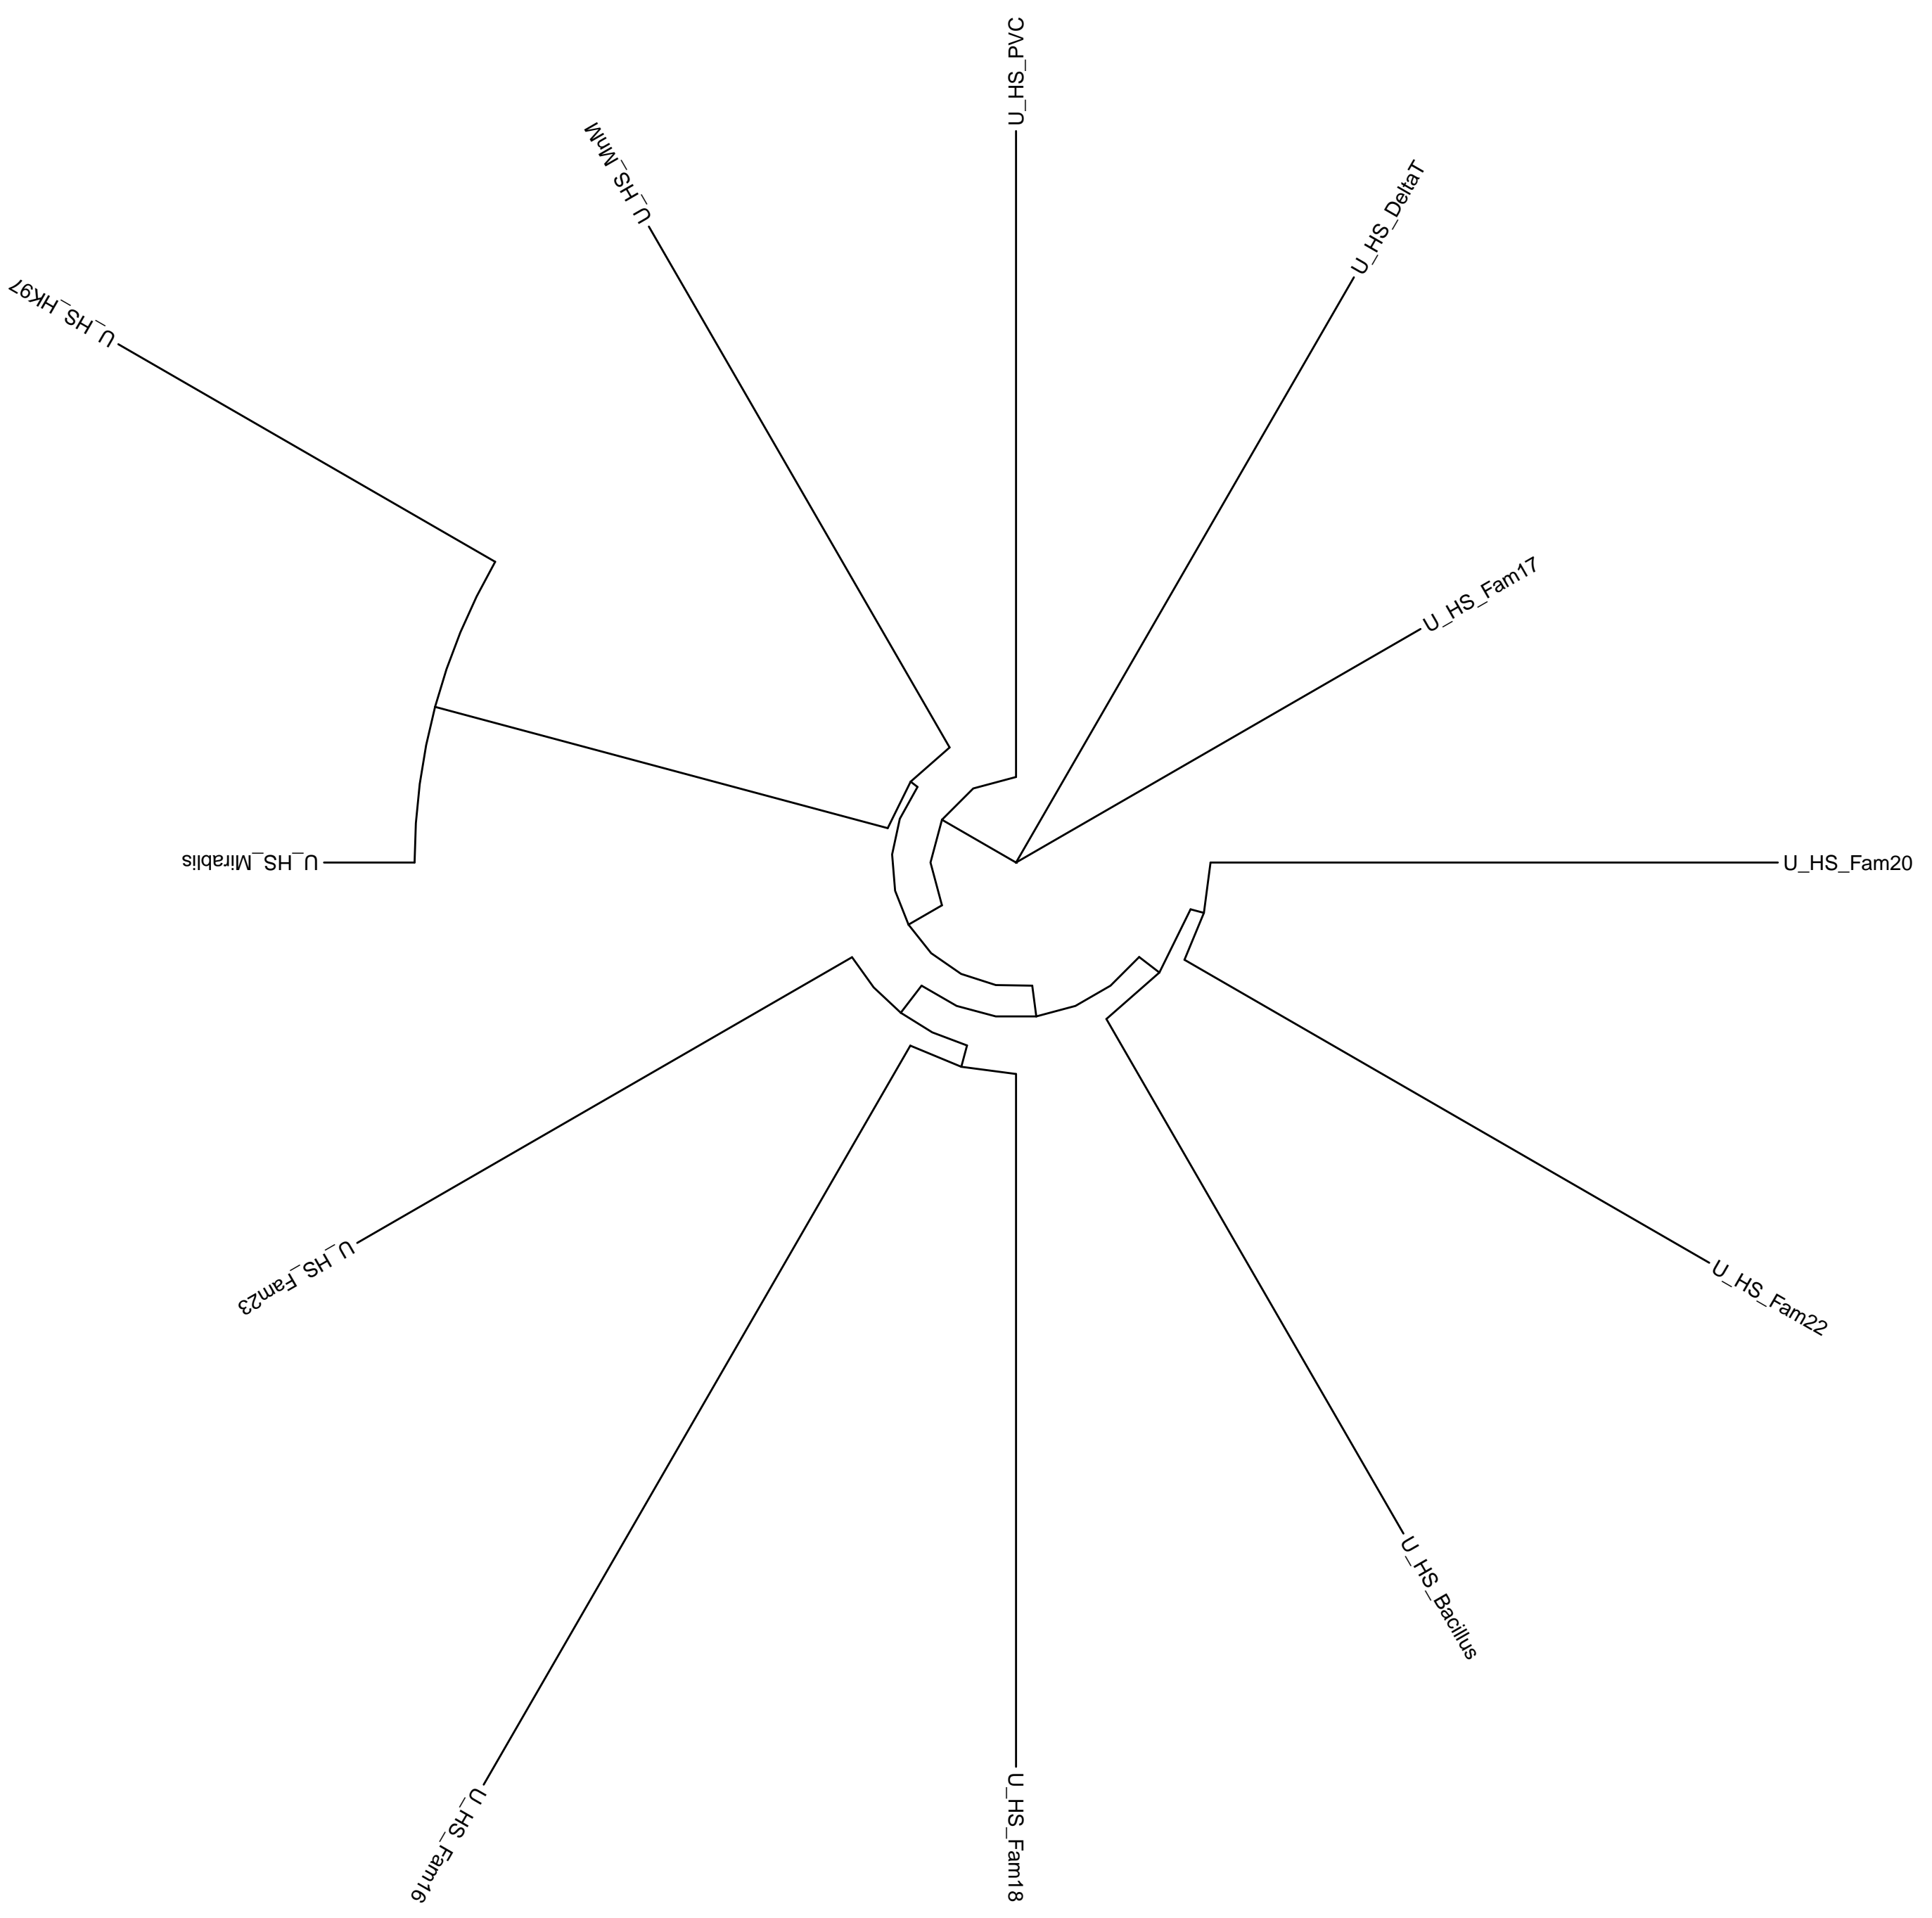 U_HS_PVC
U_HS_MuM
U_HS_DeltaT
U_HS_HK97
U_HS_Fam17
U_HS_Mirablis
U_HS_Fam20
U_HS_Fam23
U_HS_Fam22
U_HS_Bacillus
U_HS_Fam16
U_HS_Fam18